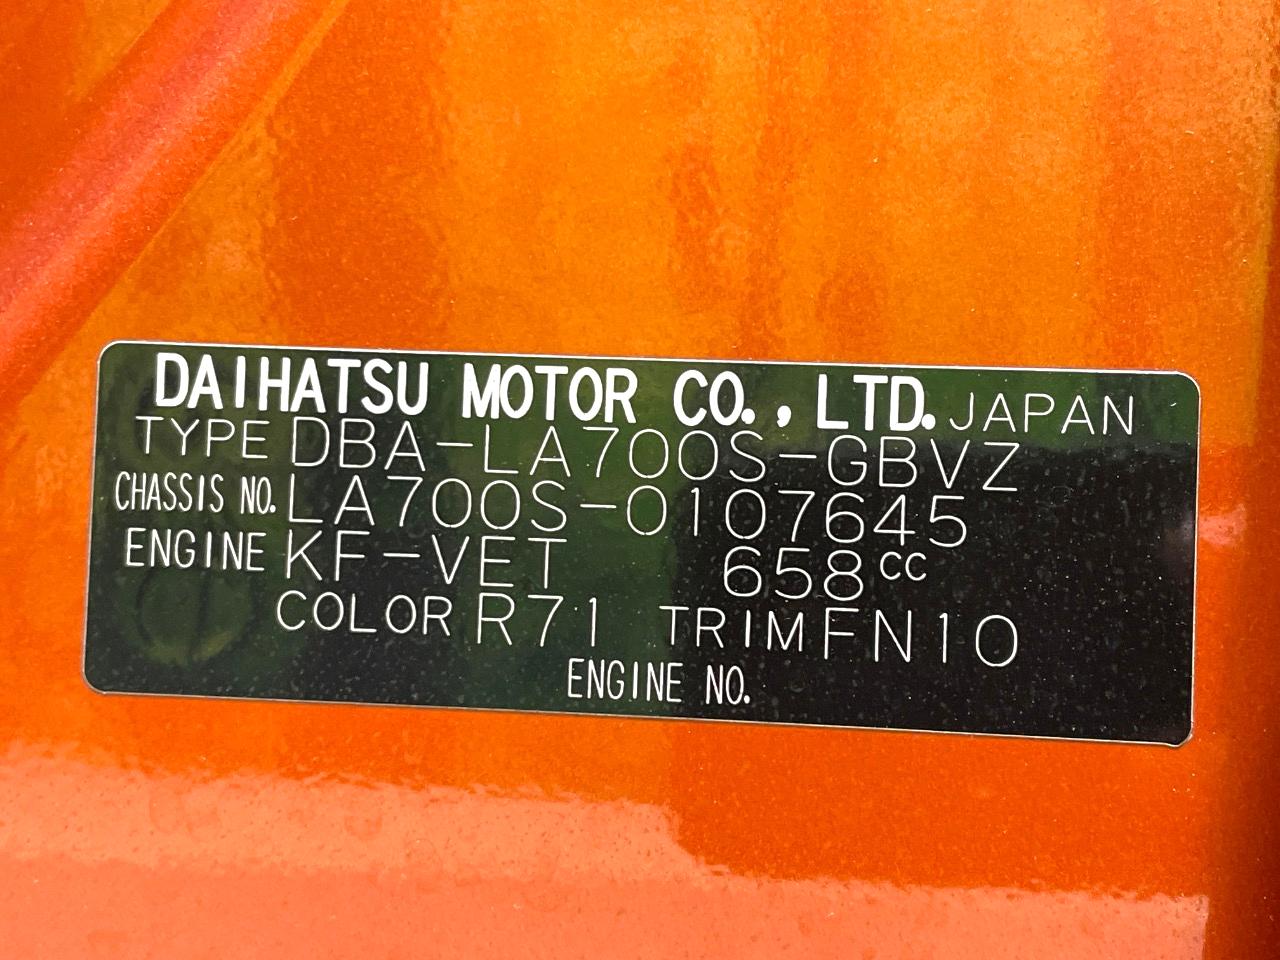 DAIHATSU MOTOR CO., LTD. JAPAN
TYPE DBA-LA700S-GBVZ
CHASSIS NO. LA700S-0107645
ENGINE KF-VET 658cc
COLOR R71 TRIM FN10
ENGINE NO.